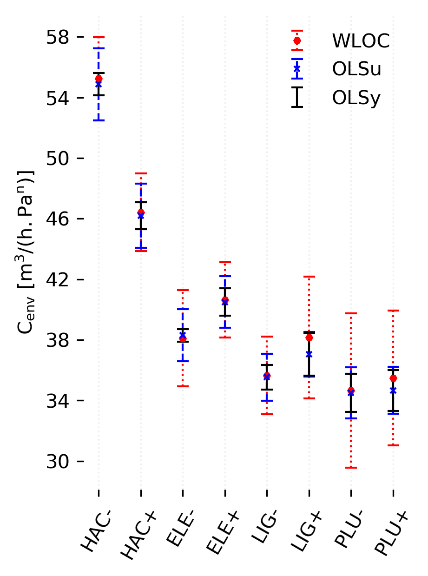 58
54
50
46
42
38
34
30
C_env [m³/(h. Paⁿ)]
WLOC
OLSu
OLSy
HAC-
HAC+
ELE-
ELE+
LIG-
LIG+
PLU-
PLU+